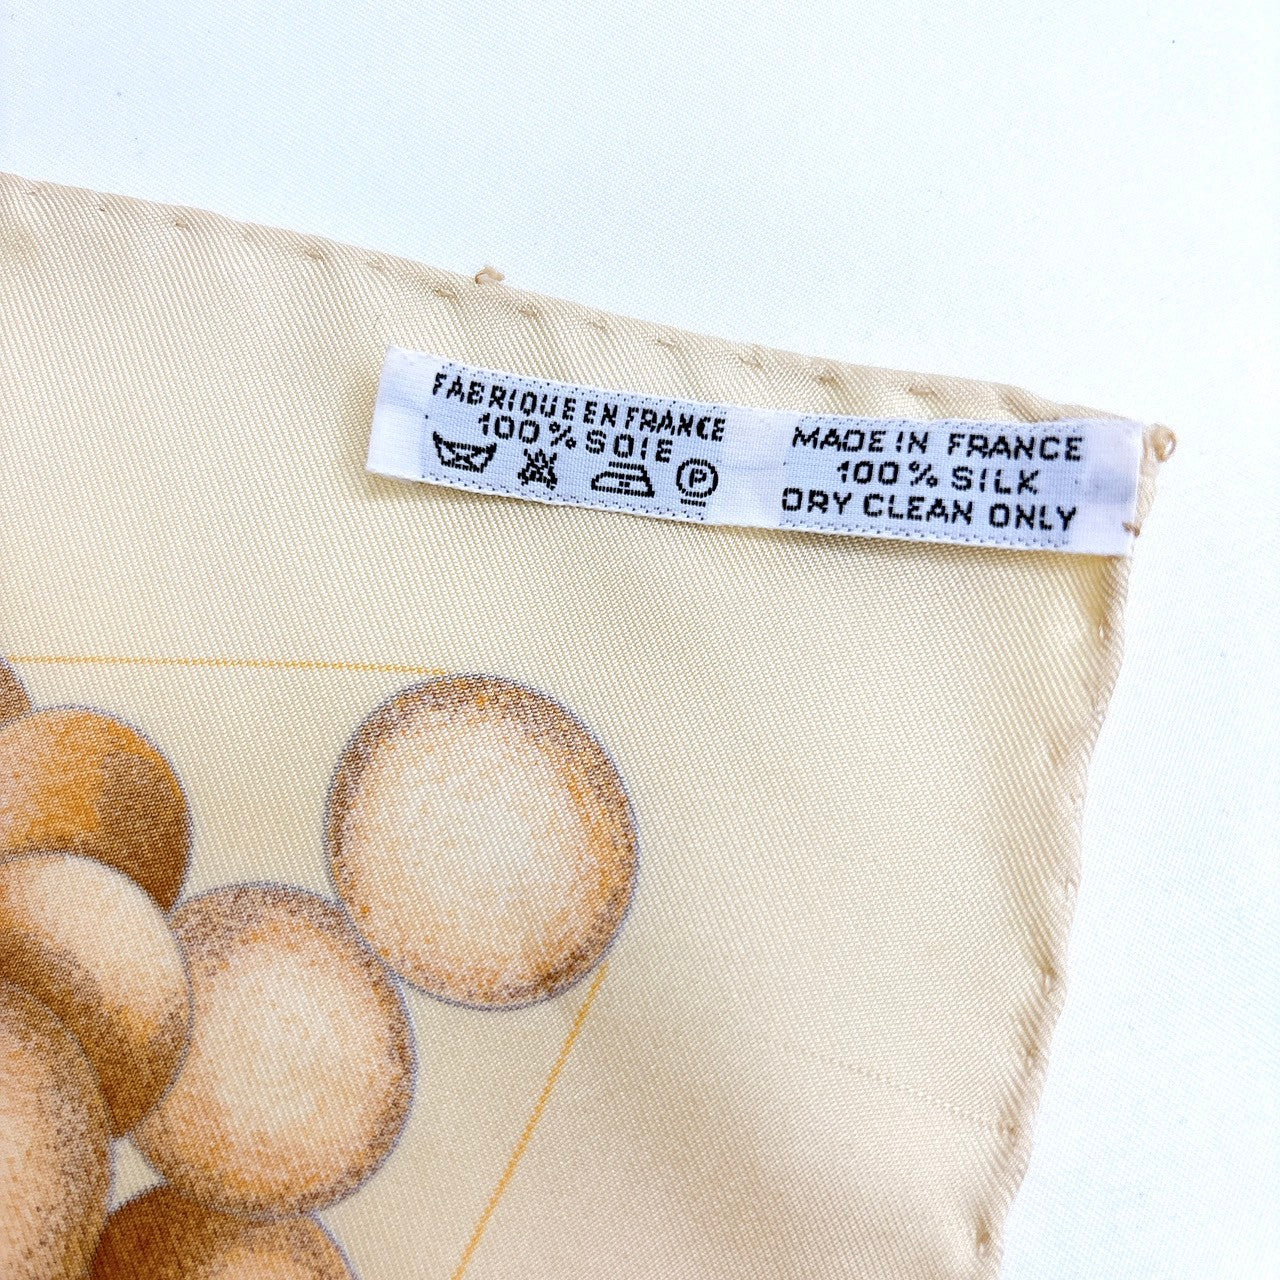 FABRIQUE EN FRANCE
100% SOIE
P
MADE IN FRANCE
100% SILK
DRY CLEAN ONLY